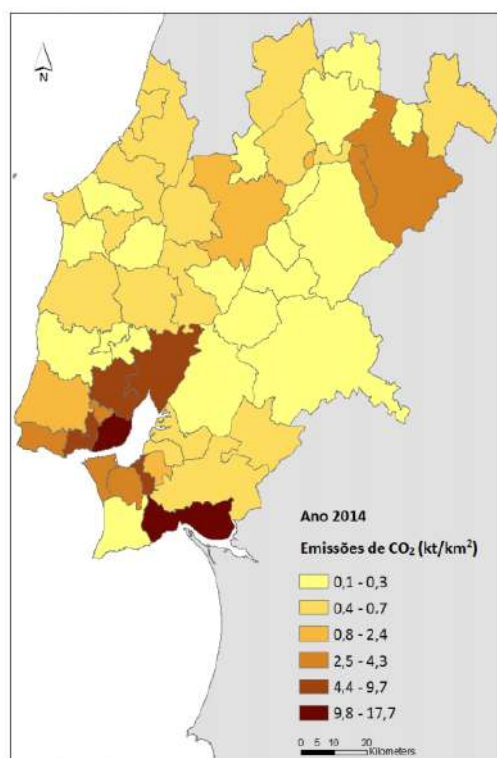 N
Ano 2014
Emissões de CO₂ (kt/km²)
0,1 - 0,3
0,4 - 0,7
0,8 - 2,4
2,5 - 4,3
4,4 - 9,7
9,8 - 17,7
0 5 10 20
Kilometers